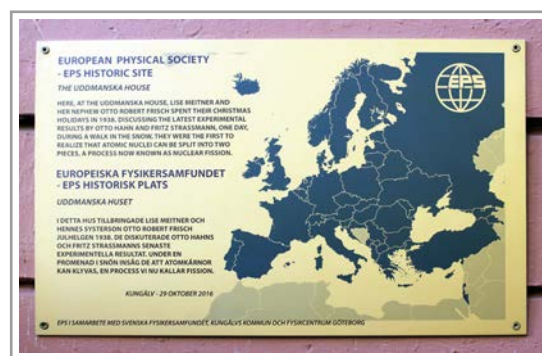 EUROPEAN PHYSICAL SOCIETY
- EPS HISTORIC SITE
THE UDDMANSKA HOUSE
HERE, AT THE UDDMANSKA HOUSE, LISE MEITNER AND
HER NEPHEW OTTO ROBERT FRISCH SPENT THEIR CHRISTMAS
HOLIDAYS IN 1938. DISCUSSING THE LATEST EXPERIMENTAL
RESULTS BY OTTO HAHN AND FRITZ STRASSMANN, ONE DAY,
DURING A WALK IN THE SNOW, THEY WERE THE FIRST TO
REALIZE THAT ATOMIC NUCLEI CAN BE SPLIT INTO TWO
PIECES, A PROCESS NOW KNOWN AS NUCLEAR FISSION.
EUROPEISKA FYSIKERSAMFUNDET
- EPS HISTORISK PLATS
UDDMANSKA HUSET
I DETTA HUS TILLBRINGADE LISE MEITNER OCH
HENNES SYSTERSON OTTO ROBERT FRISCH
JULHELGEN 1938. DE DISKUTERADE OTTO HAHNS
OCH FRITZ STRASSMANNS SENASTE
EXPERIMENTELLA RESULTAT. UNDER EN
PROMENAD I SNÖN INSÅG DE ATT ATOMKÄRNOR
KAN KLYVAS, EN PROCESS VI NU KALLAR FISSION.
KUNGÄLV - 29 OKTOBER 2016
EPS I SAMARBETE MED SVENSKA FYSIKERSAMFUNDET, KUNGÄLVS KOMMUN OCH FYSIKCENTRUM GÖTEBORG
EPS